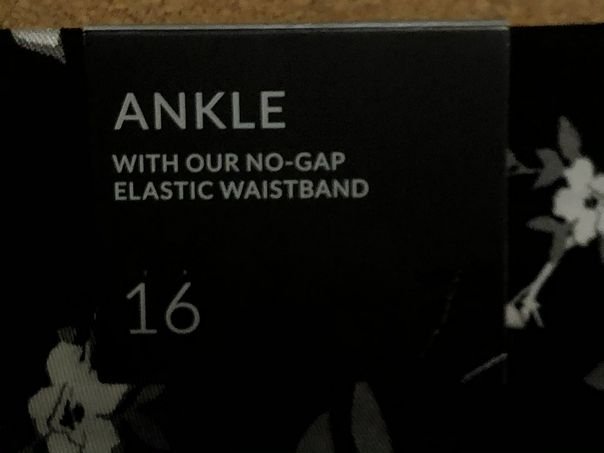 ANKLE
WITH OUR NO-GAP
ELASTIC WAISTBAND
16